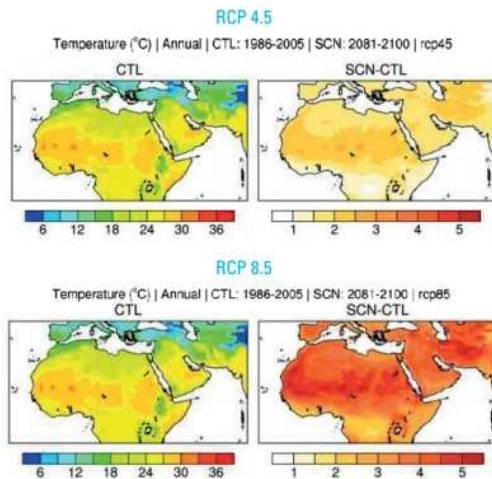 RCP 4.5
Temperature (°C) | Annual | CTL: 1986-2005 | SCN: 2081-2100 | rcp45
CTL SCN-CTL
6 12 18 24 30 36 1 2 3 4 5
RCP 8.5
Temperature (°C) | Annual | CTL: 1986-2005 | SCN: 2081-2100 | rcp85
CTL SCN-CTL
6 12 18 24 30 36 1 2 3 4 5